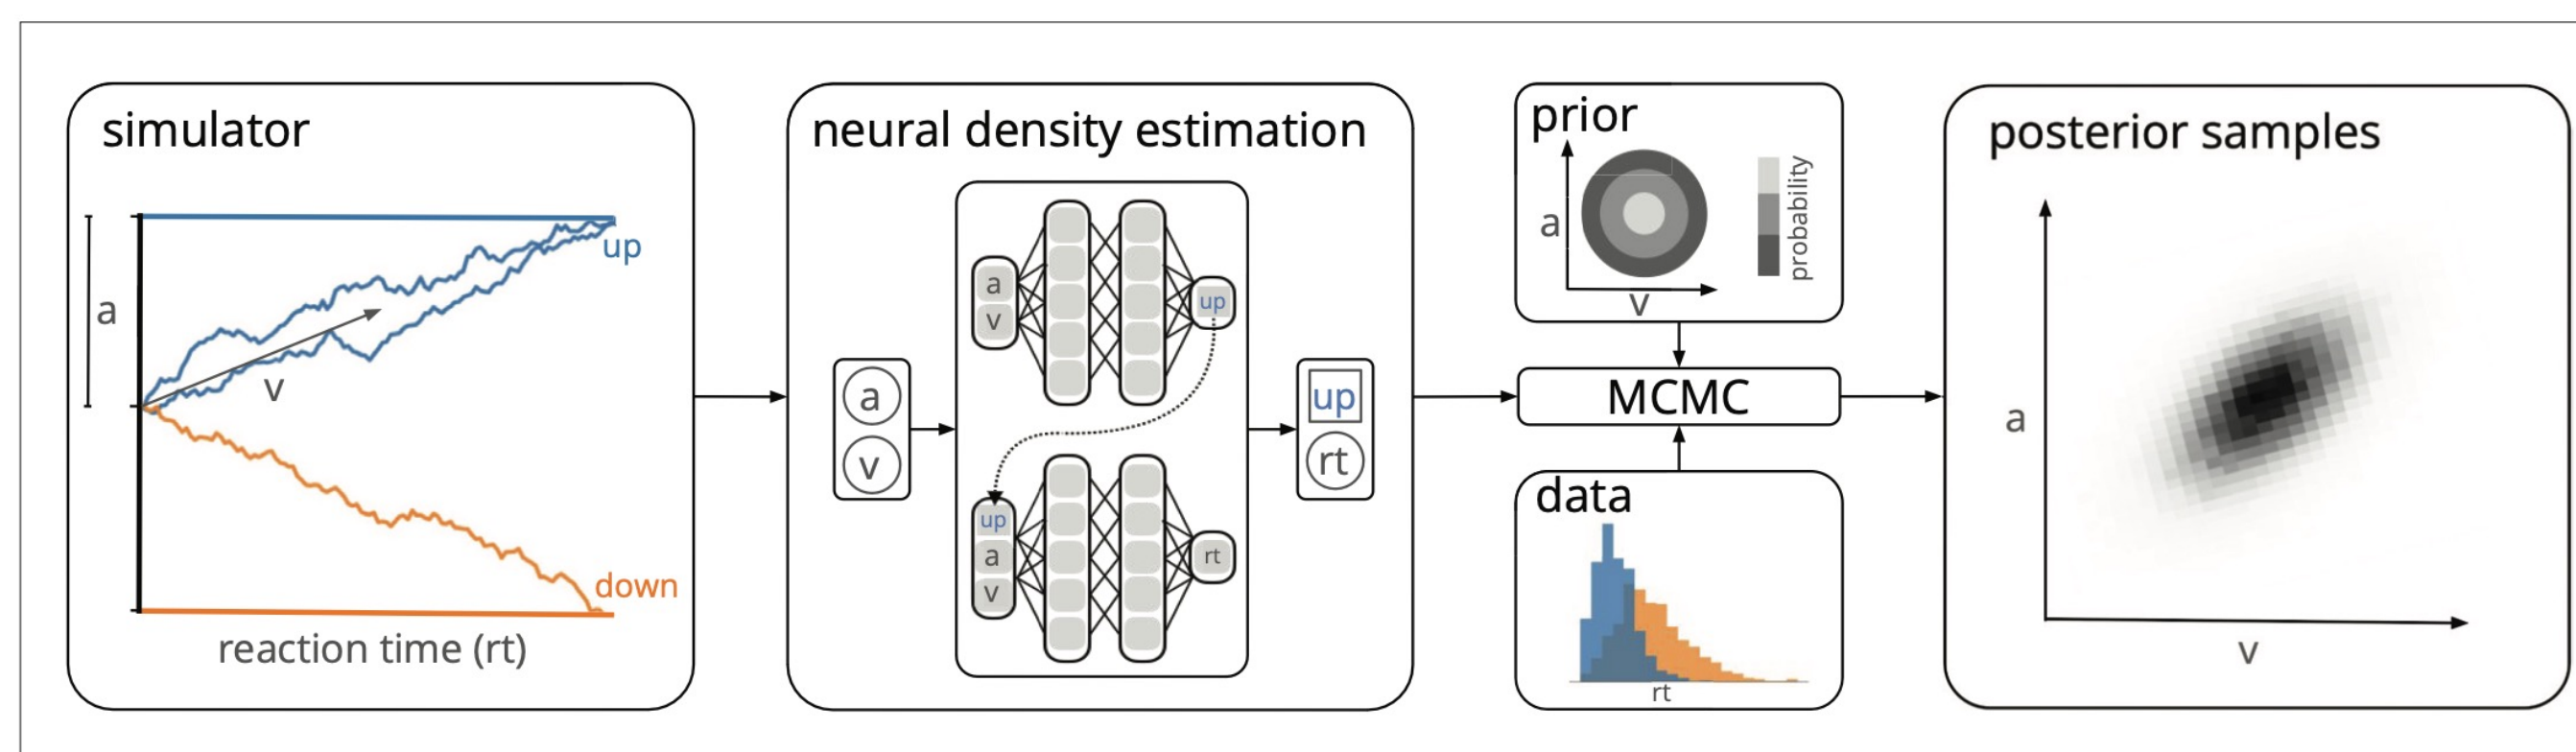 simulator
a
v
up
down
reaction time (rt)
neural density estimation
a
v
a
v
up
up
a
v
rt
up
rt
prior
a
v
probability
MCMC
data
rt
posterior samples
a
v